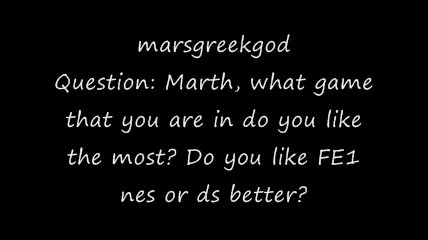 marsgreekgod
Question: Marth, what game
that you are in do you like
the most? Do you like FE1
nes or ds better?